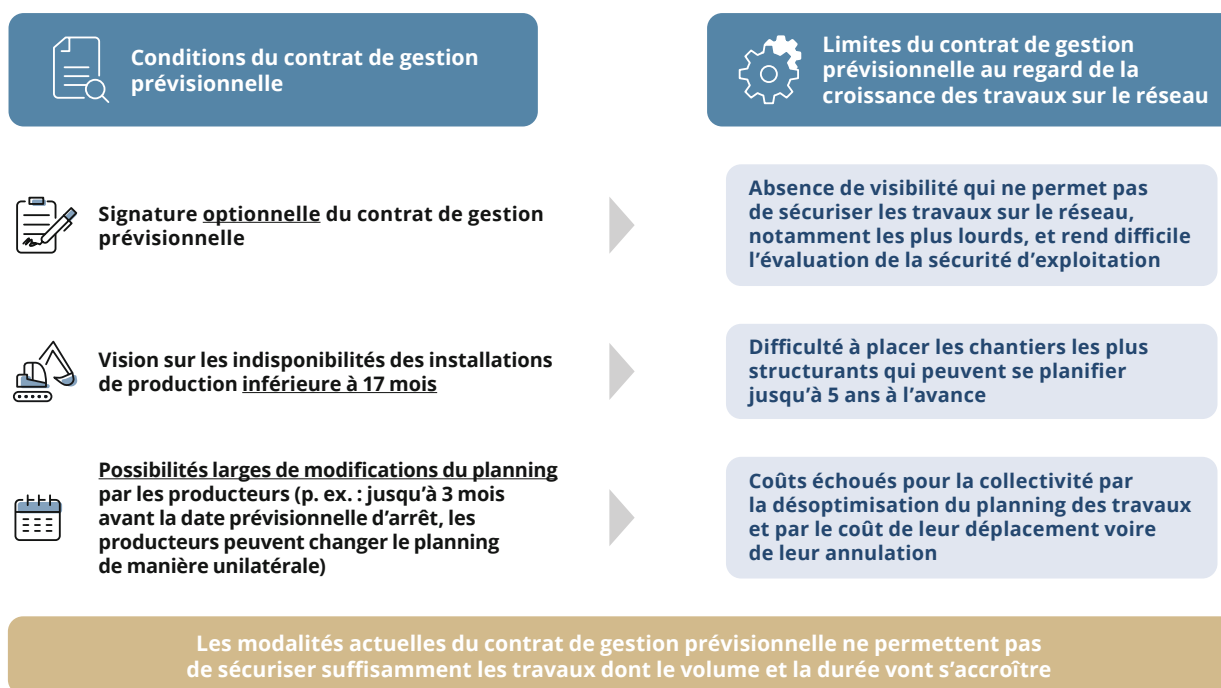 Conditions du contrat de gestion
prévisionnelle
Limites du contrat de gestion
prévisionnelle au regard de la
croissance des travaux sur le réseau
Signature optionnelle du contrat de gestion
prévisionnelle
Absence de visibilité qui ne permet pas
de sécuriser les travaux sur le réseau,
notamment les plus lourds, et rend difficile
l’évaluation de la sécurité d’exploitation
Vision sur les indisponibilités des installations
de production inférieure à 17 mois
Difficulté à placer les chantiers les plus
structurants qui peuvent se planifier
jusqu’à 5 ans à l’avance
Possibilités larges de modifications du planning
par les producteurs (p. ex. : jusqu’à 3 mois
avant la date prévisionnelle d’arrêt, les
producteurs peuvent changer le planning
de manière unilatérale)
Coûts échoués pour la collectivité par
la désoptimisation du planning des travaux
et par le coût de leur déplacement voire
de leur annulation
Les modalités actuelles du contrat de gestion prévisionnelle ne permettent pas
de sécuriser suffisamment les travaux dont le volume et la durée vont s’accroître